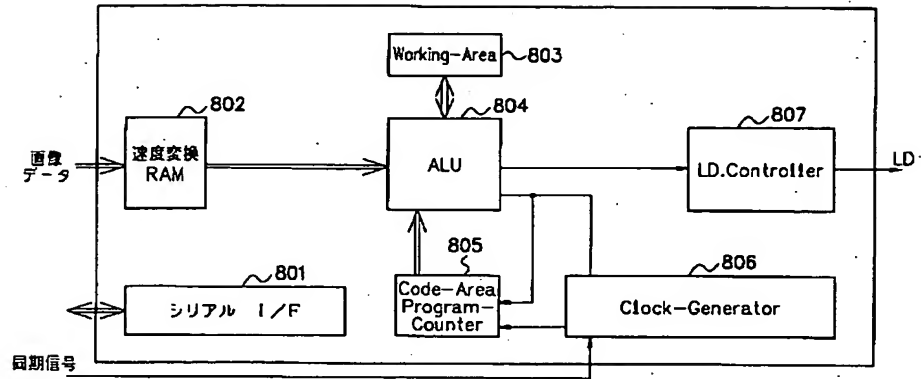 Working-Area
803
802
804
807
画像
データ
速度変換
RAM
ALU
LD.Controller
LD
805
801
806
シリアル I/F
Code-Area
Program-
Counter
Clock-Generator
同期信号